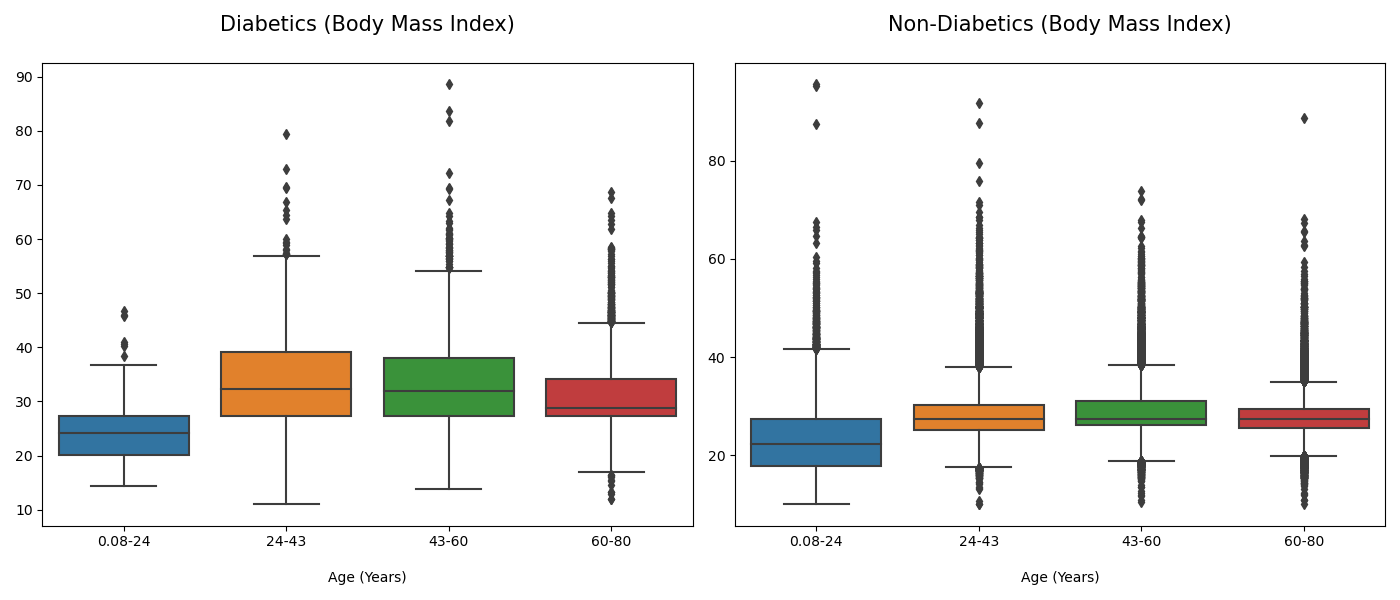 Diabetics (Body Mass Index)
90
80
70
60
50
40
30
20
10
0.08-24 24-43 43-60 60-80
Age (Years)
Non-Diabetics (Body Mass Index)
80
60
40
20
0.08-24 24-43 43-60 60-80
Age (Years)